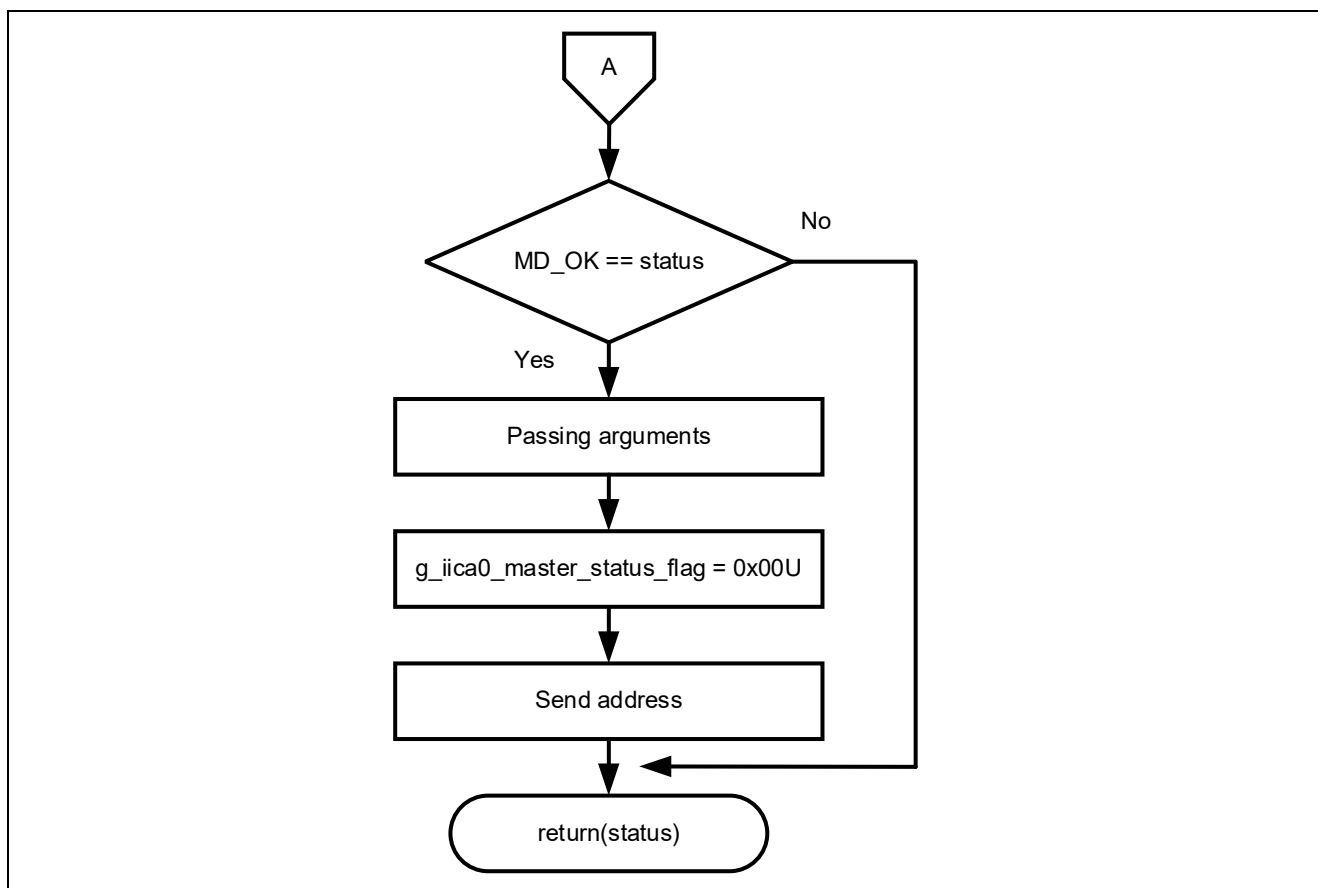 A
MD_OK == status
No
Yes
Passing arguments
g_iica0_master_status_flag = 0x00U
Send address
return(status)